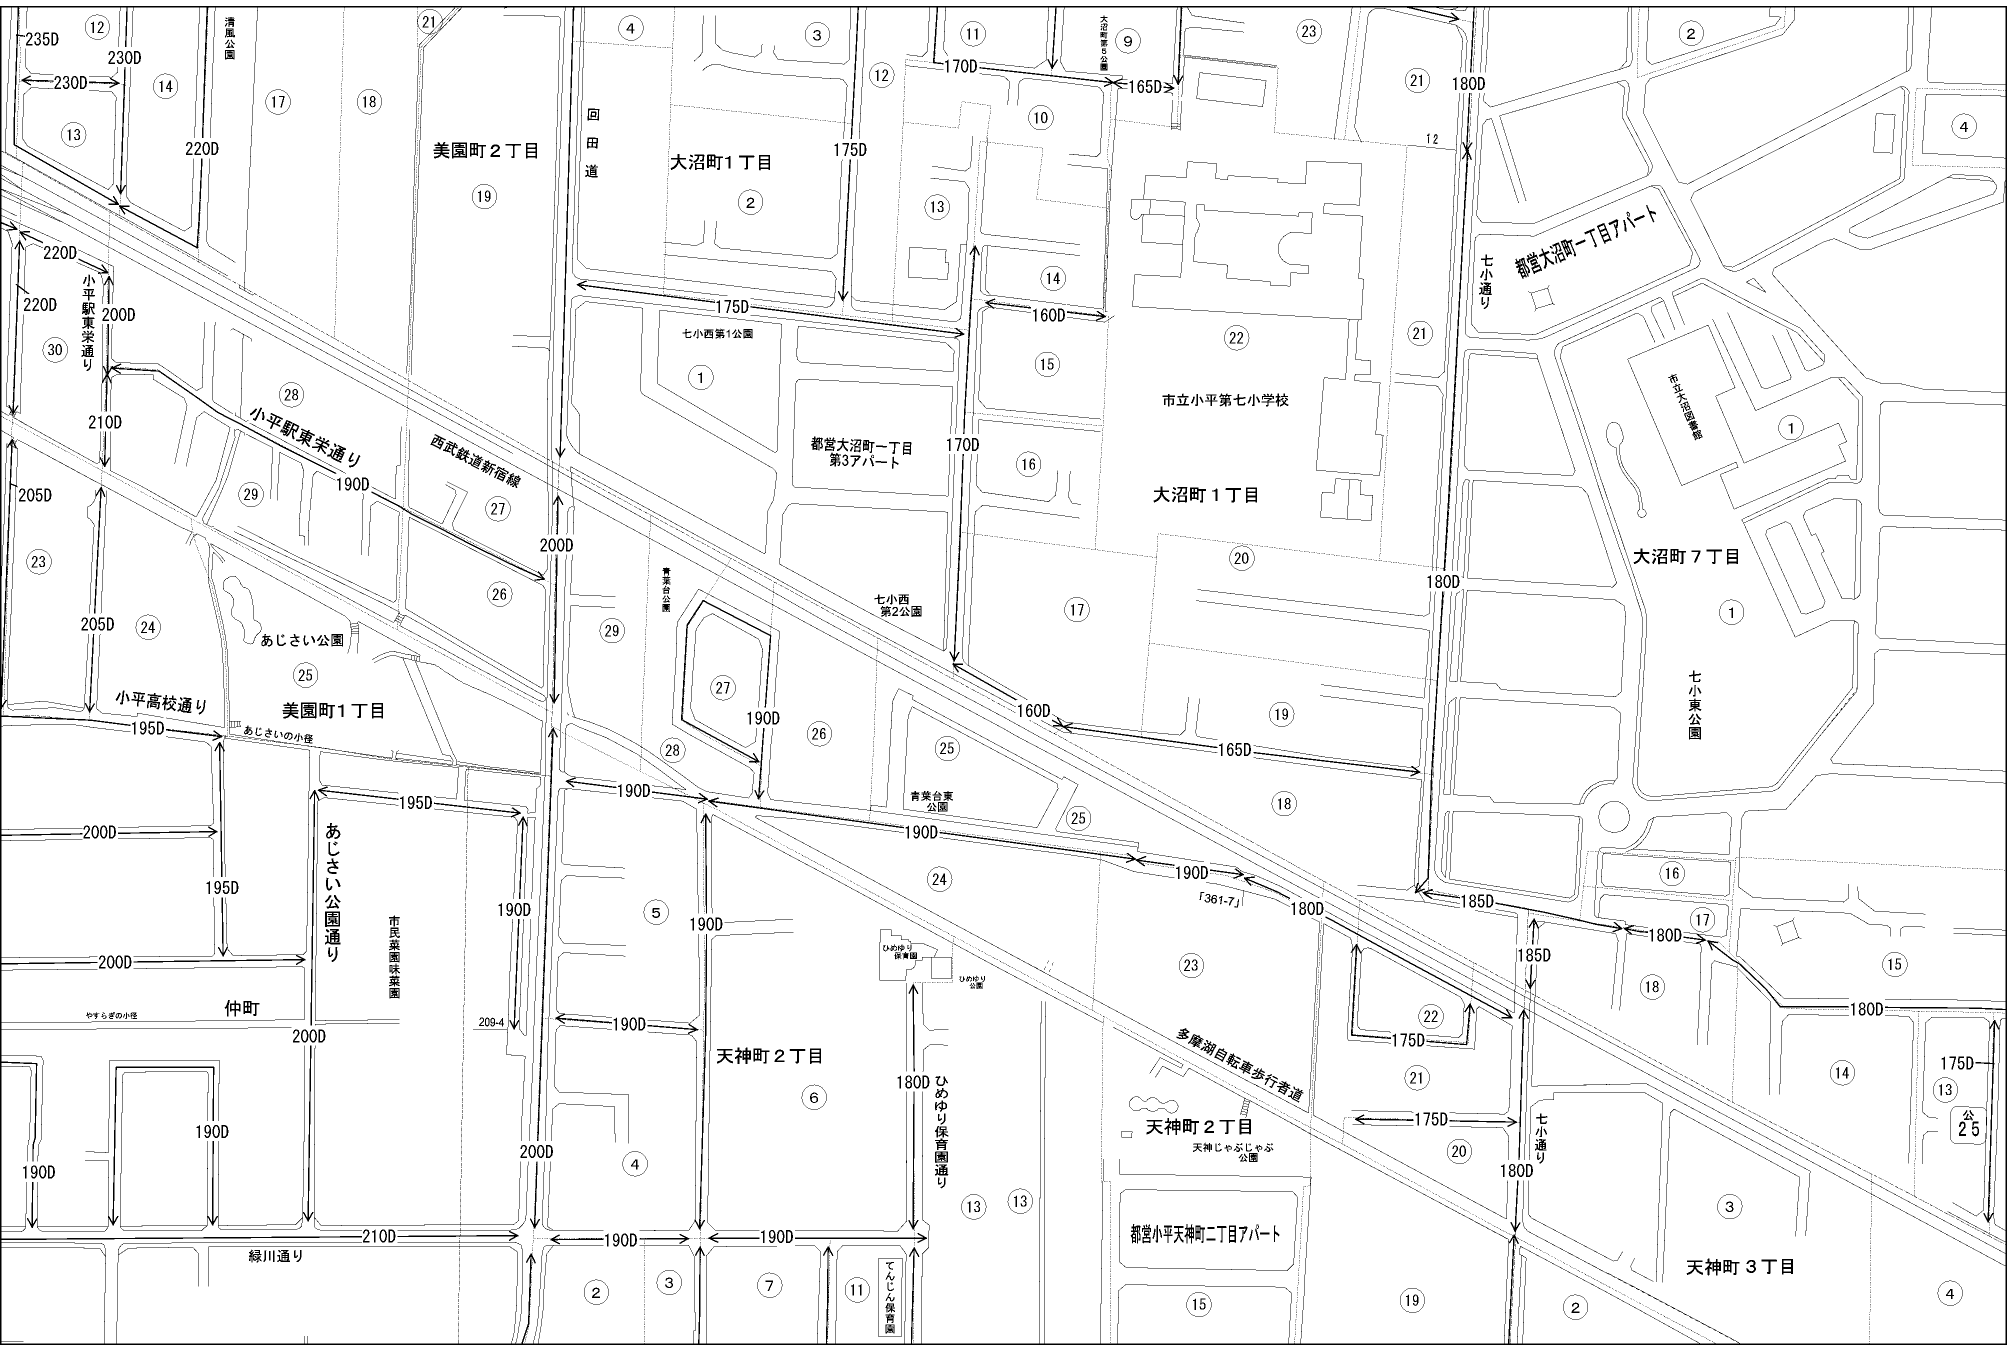 235D
12
230D
清風公園
21
4
3
11
大沼町第5公園
9
23
2
230D
14
17
18
170D
165D
12
21
180D
13
220D
美園町2丁目
回田道
大沼町1丁目
175D
10
12
4
19
2
13
220D
小平駅東栄通り
220D
200D
14
七小通り
都営大沼町一丁目アパート
30
175D
160D
七小西第1公園
22
21
28
1
15
市立小平第七小学校
市立大沼図書館
210D
小平駅東栄通り
西武鉄道新宿線
都営大沼町一丁目
第3アパート
170D
16
1
205D
29
190D
27
大沼町1丁目
23
200D
20
大沼町7丁目
26
青葉台公園
七小西
第2公園
180D
205D
24
あじさい公園
29
17
1
25
27
小平高校通り
美園町1丁目
190D
160D
19
七小東公園
195D
あじさいの小径
28
26
25
165D
190D
青葉台東
公園
25
18
195D
200D
あじさい公園通り
190D
24
190D
16
195D
190D
「361-7」
180D
185D
市民菜園味菜園
5
190D
17
180D
200D
ひめゆり
保育園
ひめゆり
公園
23
185D
15
仲町
18
やすらぎの小径
209-4
190D
22
180D
200D
天神町2丁目
多摩湖自転車歩行者道
175D
175D
180D
ひめゆり保育園通り
21
14
13
6
公
25
190D
天神町2丁目
175D
七小通り
200D
4
天神じゃぶじゃぶ
公園
20
190D
180D
13
13
3
210D
190D
190D
都営小平天神町二丁目アパート
緑川通り
天神町3丁目
2
3
7
11
てんじん保育園
15
19
2
4